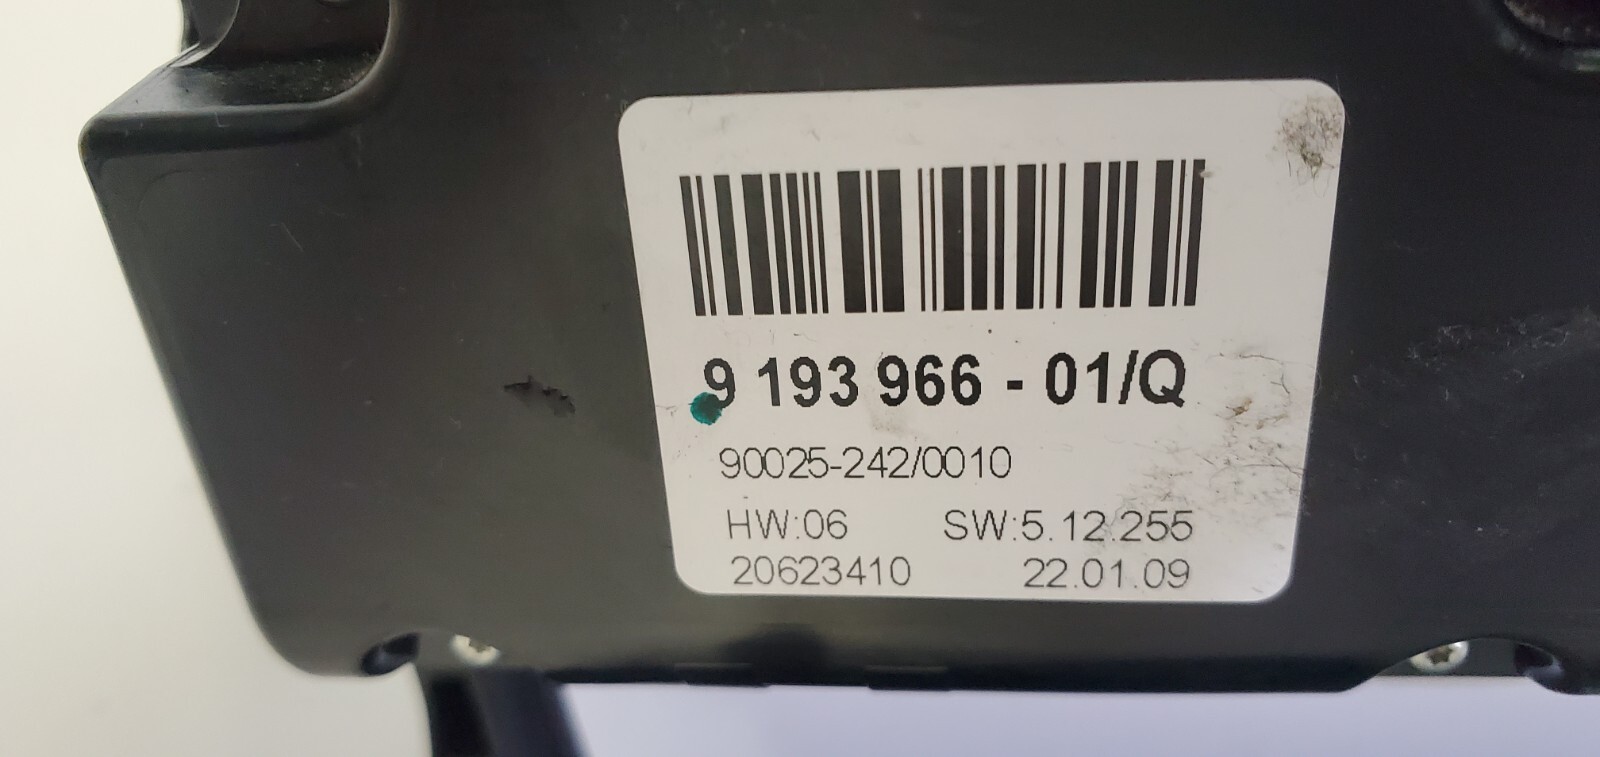 9 193 966 - 01/Q
90025-242/0010
HW:06 SW:5.12.255
20623410 22.01.09